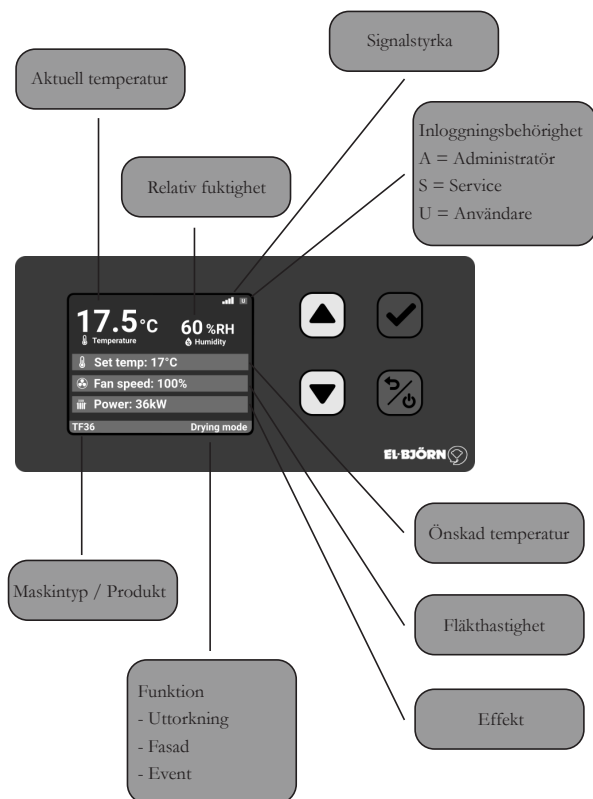 Signalstyrka
Aktuell temperatur
Inloggningsbehörighet
A = Administratör
S = Service
U = Användare
Relativ fuktighet
U
17.5°C
60 %RH
Temperature
Humidity
Set temp: 17°C
Fan speed: 100%
Power: 36kW
TF36
Drying mode
EL·BJÖRN
Önskad temperatur
Maskintyp / Produkt
Fläkthastighet
Funktion
- Uttorkning
- Fasad
- Event
Effekt